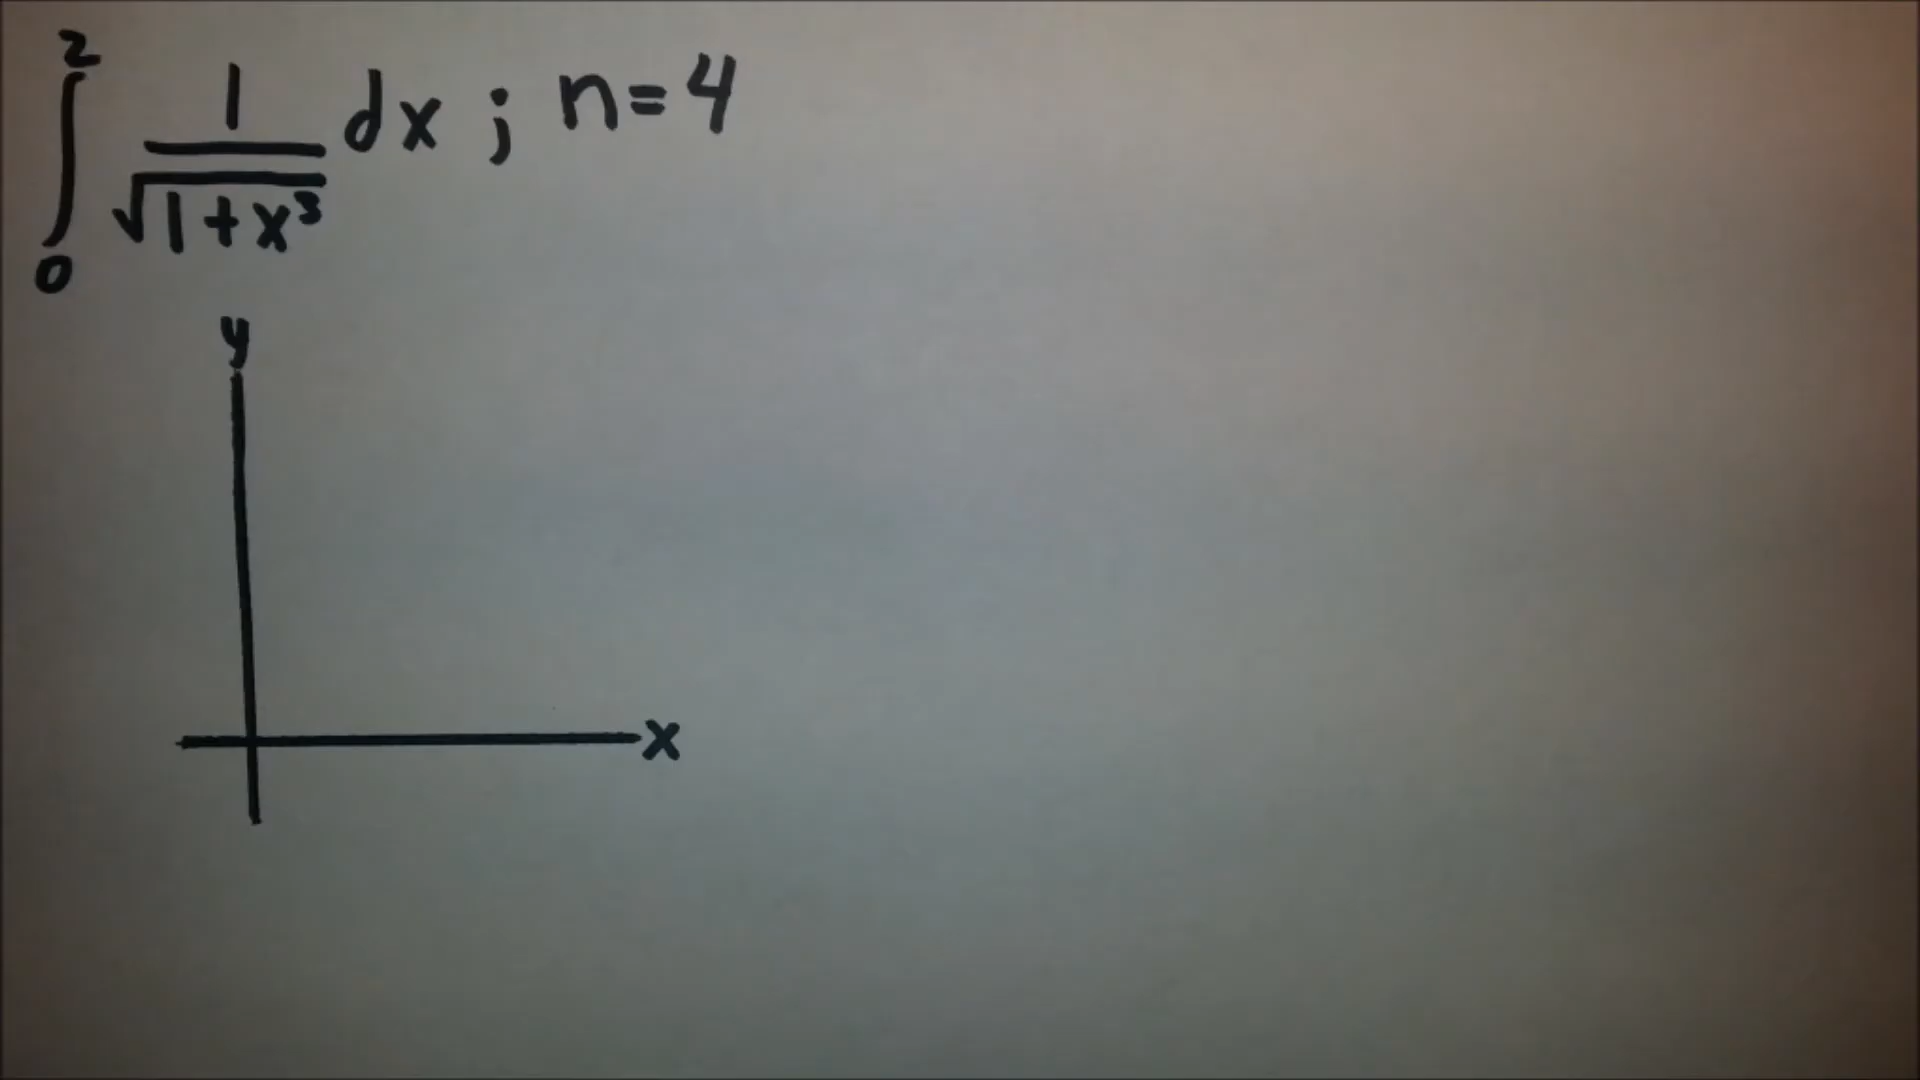 ∫₀² 1/√(1+x³) dx ; n=4
y
x